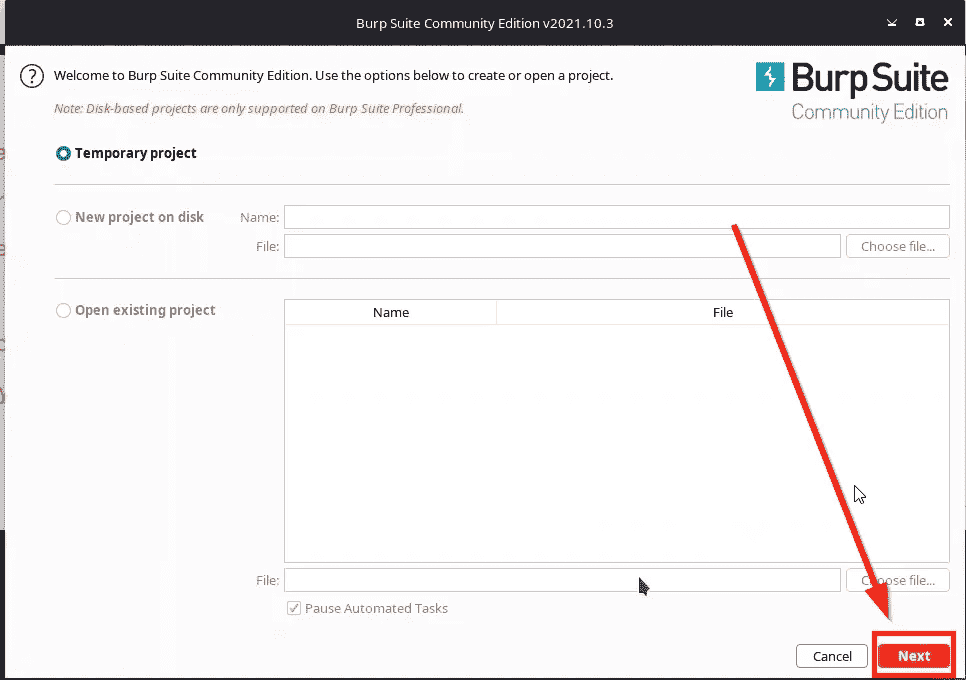 Burp Suite Community Edition v2021.10.3
? Welcome to Burp Suite Community Edition. Use the options below to create or open a project.
Note: Disk-based projects are only supported on Burp Suite Professional.
Burp Suite
Community Edition
Temporary project
New project on disk Name:
File: Choose file...
Open existing project Name File
File: Choose file...
Pause Automated Tasks
Cancel Next